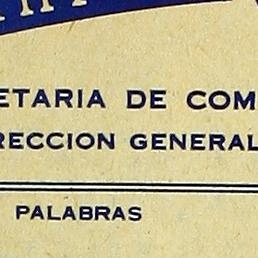 ETARIA DE COM
RECCION GENERAL
PALABRAS